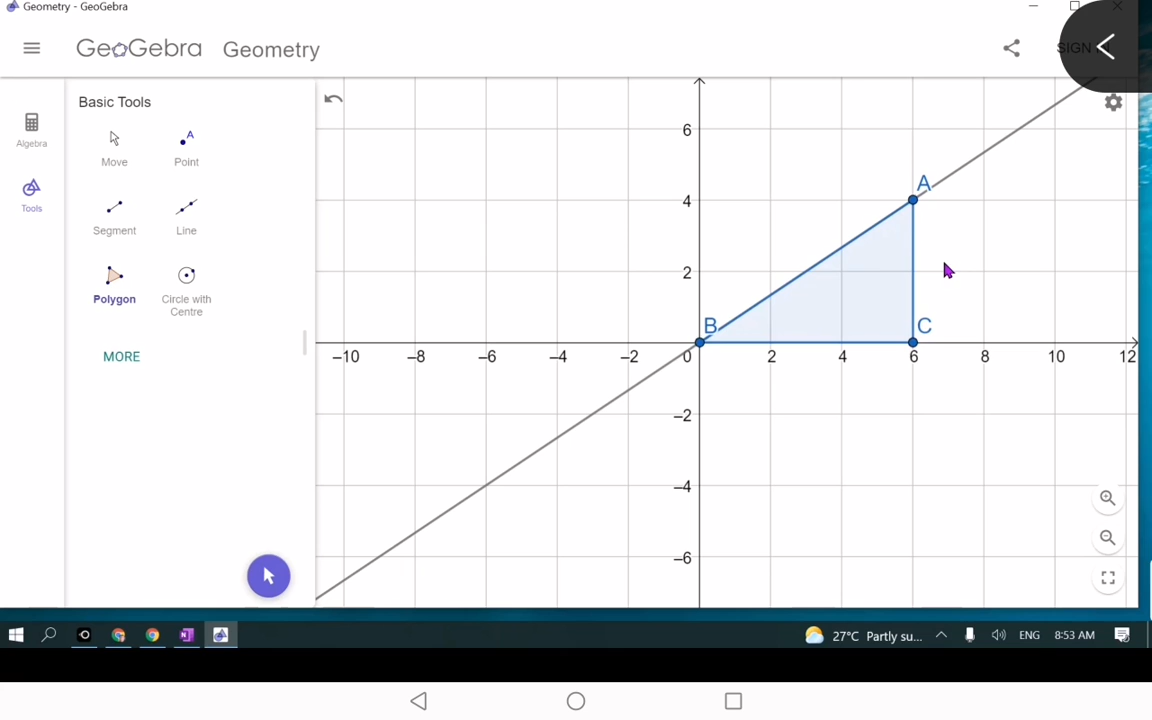 Geometry - GeoGebra
GeoGebra Geometry
SIGN
Basic Tools
Algebra
Move
Point
Tools
Segment
Line
Polygon
Circle with
Centre
MORE
6
4
2
0
–2
–4
–6
–10 –8 –6 –4 –2 2 4 6 8 10 12
A
B
C
27°C Partly su... ENG 8:53 AM